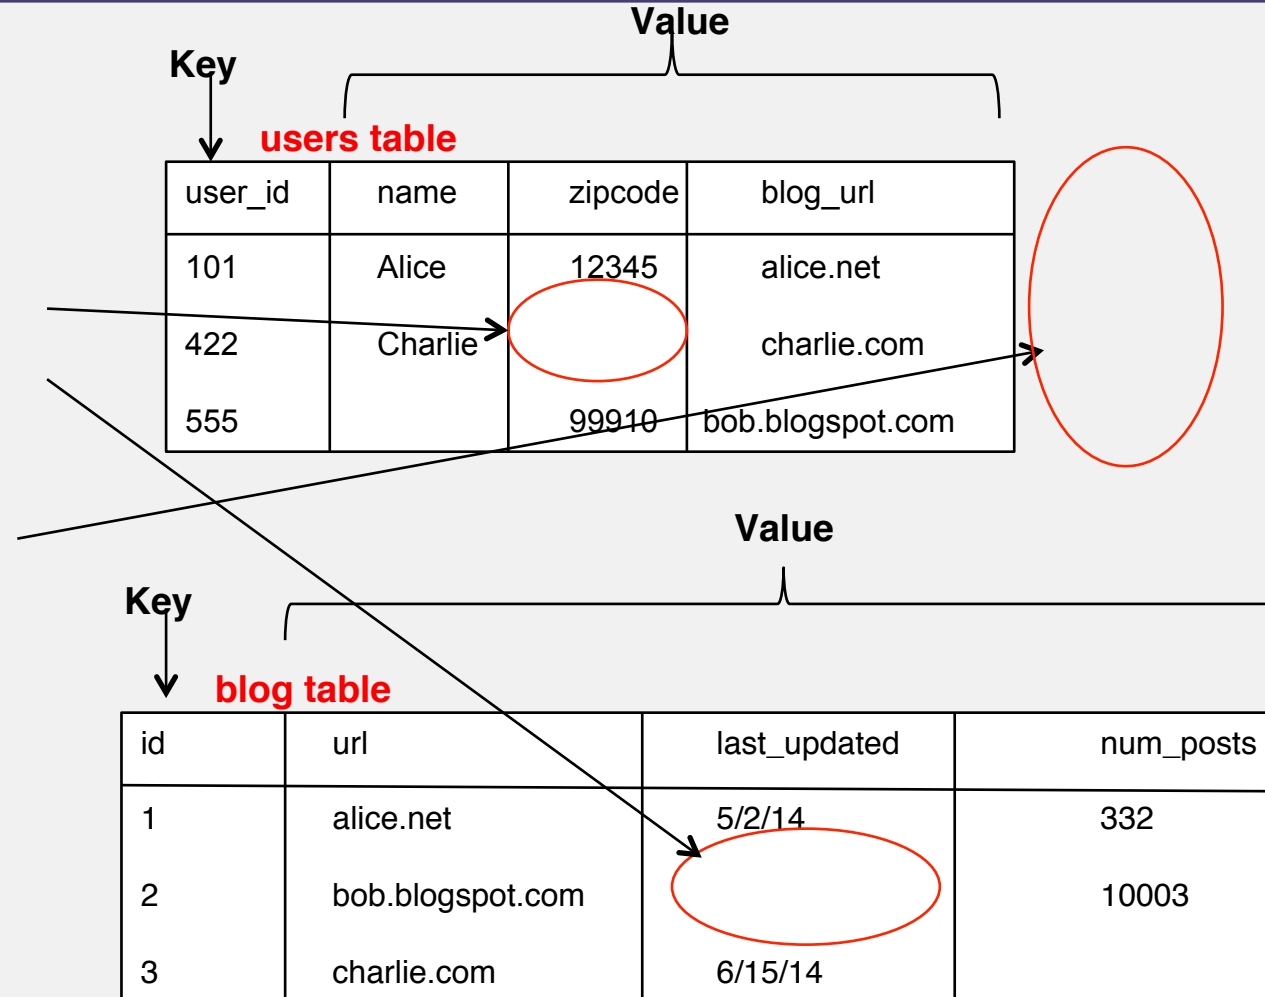 Value
Key
users table
user_id name zipcode blog_url
101 Alice 12345 alice.net
422 Charlie charlie.com
555 99910 bob.blogspot.com
Value
Key
blog table
id url last_updated num_posts
1 alice.net 5/2/14 332
2 bob.blogspot.com 10003
3 charlie.com 6/15/14